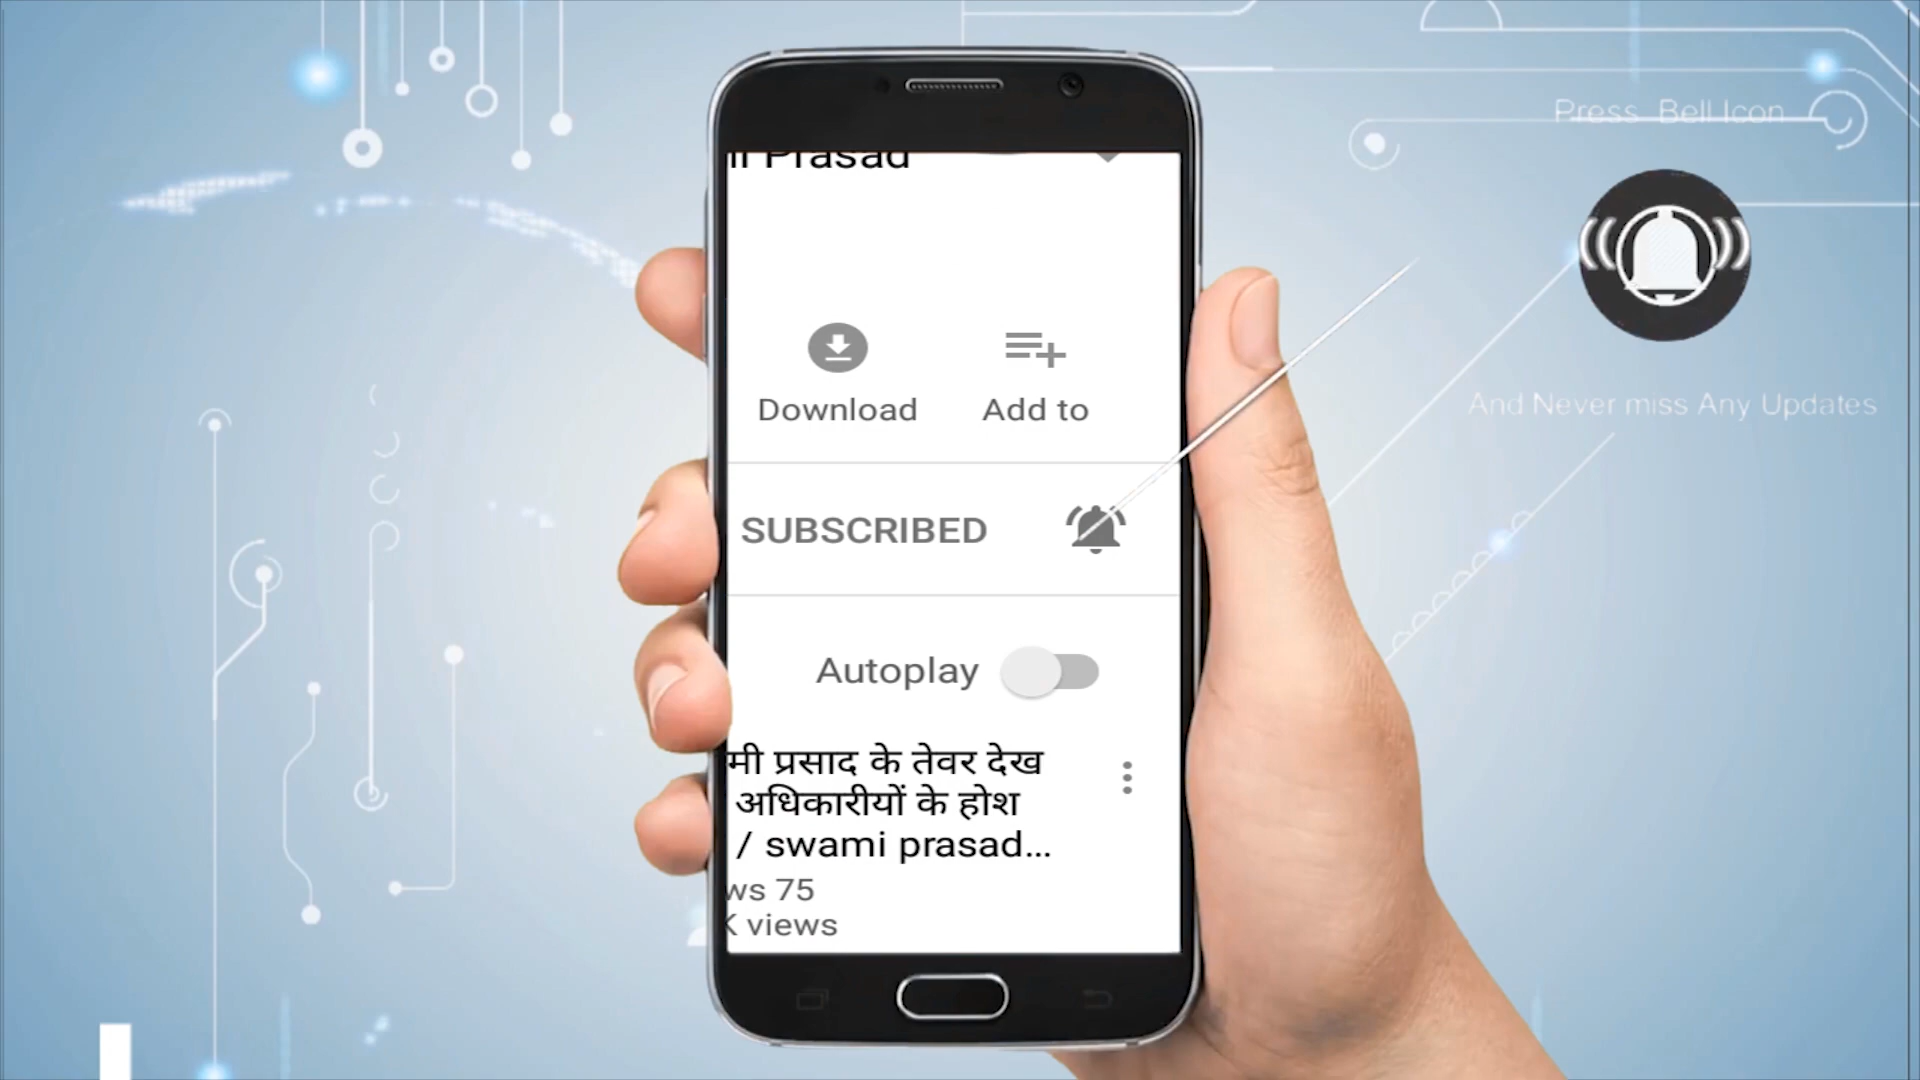 Prasad
Press Bell Icon
Download
Add to
And Never miss Any Updates
SUBSCRIBED
Autoplay
मी प्रसाद के तेवर देख
अधिकारीयों के होश
/ swami prasad...
ws 75
K views